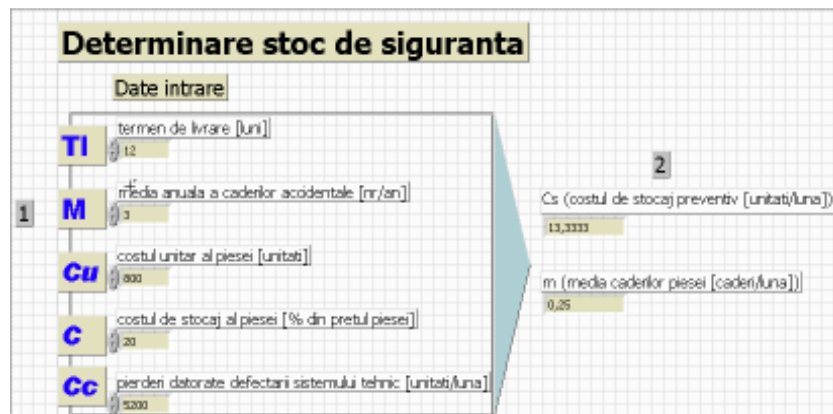 Determinare stoc de siguranta
Date intrare
Tl
termen de livrare [luni]
12
M
media anuala a caderilor accidentale [nr/an]
3
1
Cu
costul unitar al piesei [unitati]
800
C
costul de stocaj al piesei [% din pretul piesei]
20
Cc
pierderi datorate defectarii sistemului tehnic [unitati/luna]
5200
2
Cs (costul de stocaj preventiv [unitati/luna])
13,3333
m (media caderilor piesei [caderi/luna])
0,25